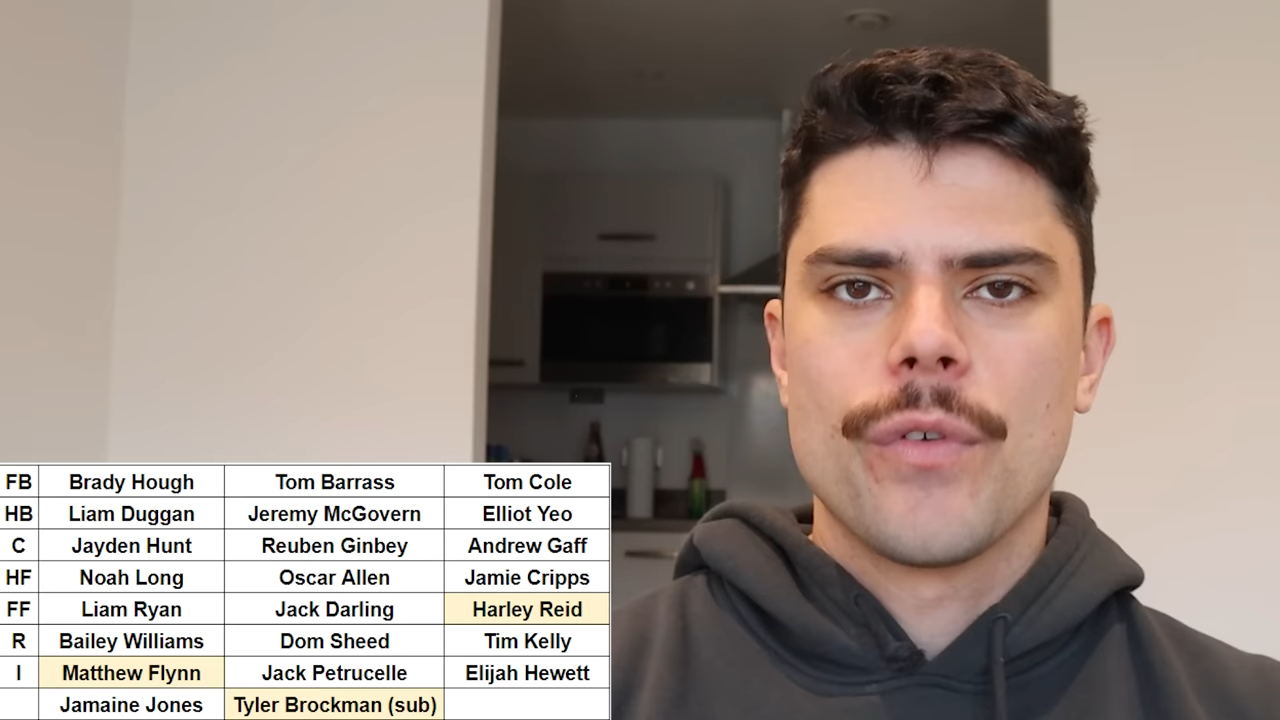 FB Brady Hough Tom Barrass Tom Cole
HB Liam Duggan Jeremy McGovern Elliot Yeo
C Jayden Hunt Reuben Ginbey Andrew Gaff
HF Noah Long Oscar Allen Jamie Cripps
FF Liam Ryan Jack Darling Harley Reid
R Bailey Williams Dom Sheed Tim Kelly
I Matthew Flynn Jack Petrucelle Elijah Hewett
Jamaine Jones Tyler Brockman (sub)